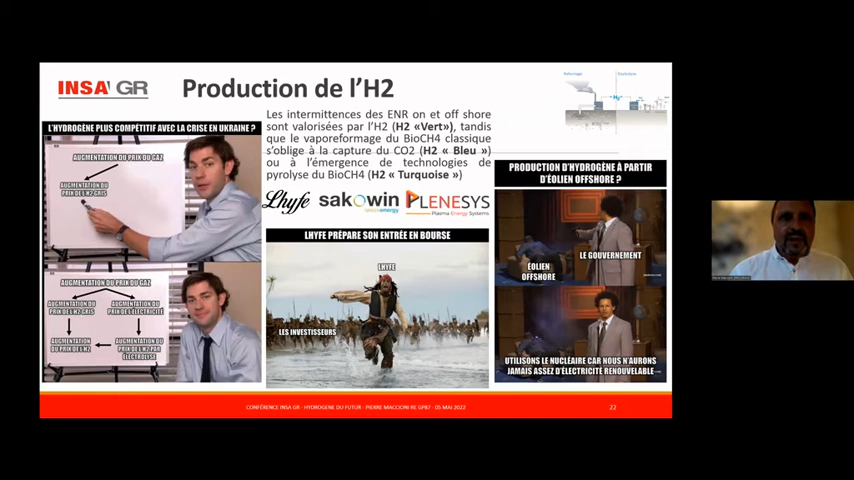 INSA GR
Production de l'H2
Les intermittences des ENR on et off shore
sont valorisées par l'H2 (H2 «Vert»), tandis
que le vaporeformage du BioCH4 classique
s'oblige à la capture du CO2 (H2 « Bleu »)
ou à l'émergence de technologies de
pyrolyse du BioCH4 (H2 « Turquoise »)
Lhyfe sakowin PLENESYS
Plasma Energy Systems
L'HYDROGÈNE PLUS COMPÉTITIF AVEC LA CRISE EN UKRAINE ?
AUGMENTATION DU PRIX DU GAZ
AUGMENTATION DU
PRIX DE L'H2 GRIS
AUGMENTATION DU PRIX DU GAZ
AUGMENTATION DU
PRIX DE L'H2 GRIS
AUGMENTATION DU
PRIX DE L'ÉLECTRICITÉ
AUGMENTATION
DU PRIX DE L'H2
AUGMENTATION DU
PRIX DE L'H2 PAR
ÉLECTROLYSE
LHYFE PRÉPARE SON ENTRÉE EN BOURSE
LHYFE
LES INVESTISSEURS
PRODUCTION D'HYDROGÈNE À PARTIR
D'ÉOLIEN OFFSHORE ?
LE GOUVERNEMENT
ÉOLIEN
OFFSHORE
UTILISONS LE NUCLÉAIRE CAR NOUS N'AURONS
JAMAIS ASSEZ D'ÉLECTRICITÉ RENOUVELABLE
CONFÉRENCE INSA GR - HYDROGENE DU FUTUR - PIERRE MACCIONI RE GP87 - 05 MAI 2022
22